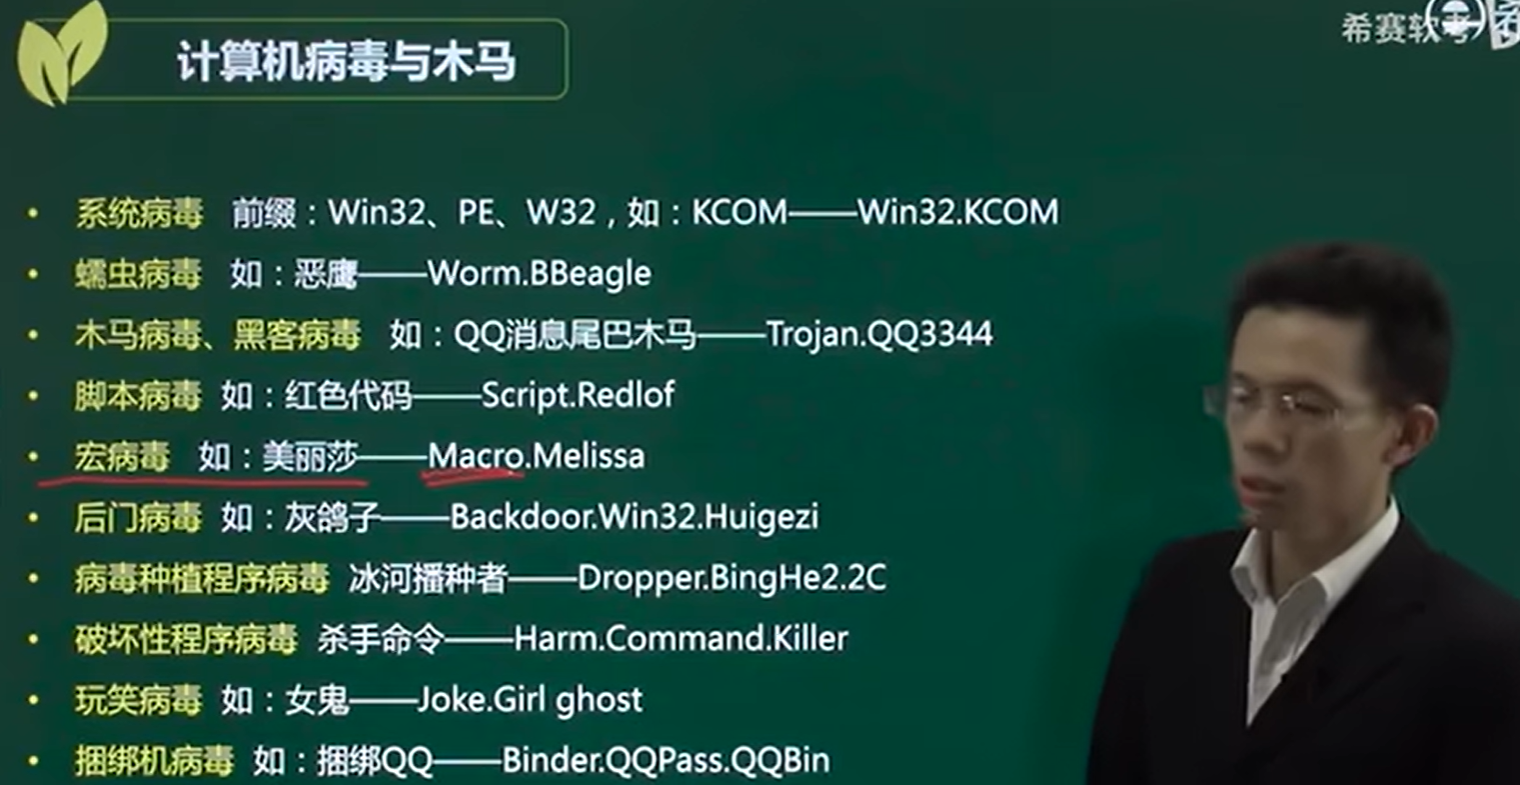 希赛软考
计算机病毒与木马
• 系统病毒 前缀：Win32、PE、W32，如：KCOM——Win32.KCOM
• 蠕虫病毒 如：恶鹰——Worm.BBeagle
• 木马病毒、黑客病毒 如：QQ消息尾巴木马——Trojan.QQ3344
• 脚本病毒 如：红色代码——Script.Redlof
• 宏病毒 如：美丽莎——Macro.Melissa
• 后门病毒 如：灰鸽子——Backdoor.Win32.Huigezi
• 病毒种植程序病毒 冰河播种者——Dropper.BingHe2.2C
• 破坏性程序病毒 杀手命令——Harm.Command.Killer
• 玩笑病毒 如：女鬼——Joke.Girl ghost
• 捆绑机病毒 如：捆绑QQ——Binder.QQPass.QQBin